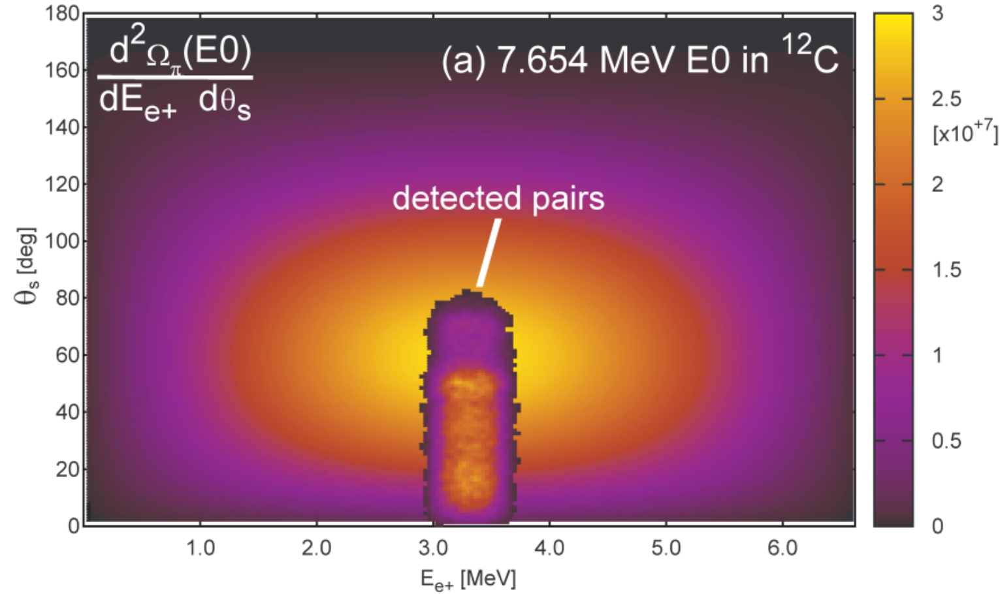 180
160
140
120
100
80
60
40
20
0
θs [deg]
d²Ωπ(E0)
dEe+ dθs
(a) 7.654 MeV E0 in ¹²C
detected pairs
1.0 2.0 3.0 4.0 5.0 6.0
Ee+ [MeV]
3
2.5
[x10⁺⁷]
2
1.5
1
0.5
0